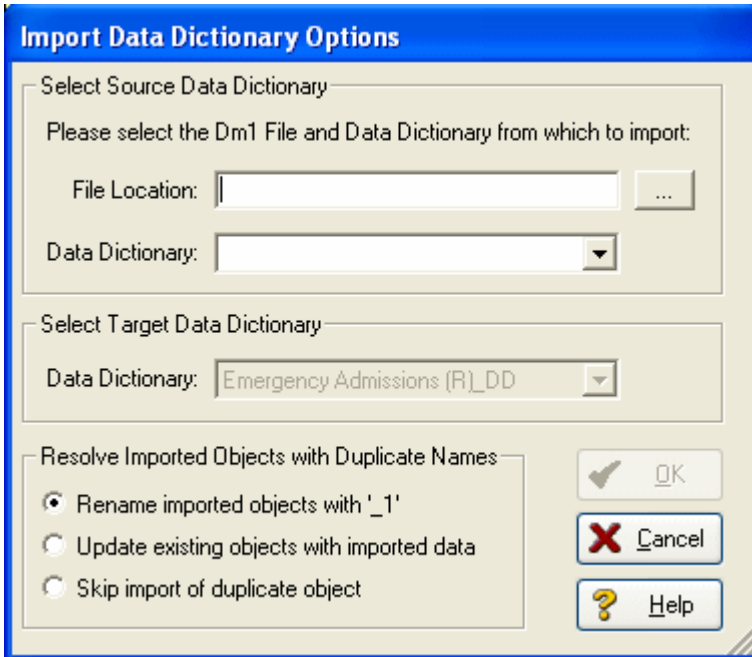 Import Data Dictionary Options
Select Source Data Dictionary
Please select the Dm1 File and Data Dictionary from which to import:
File Location:
...
Data Dictionary:
Select Target Data Dictionary
Data Dictionary: Emergency Admissions (R)_DD
Resolve Imported Objects with Duplicate Names
Rename imported objects with '_1'
Update existing objects with imported data
Skip import of duplicate object
OK
Cancel
Help